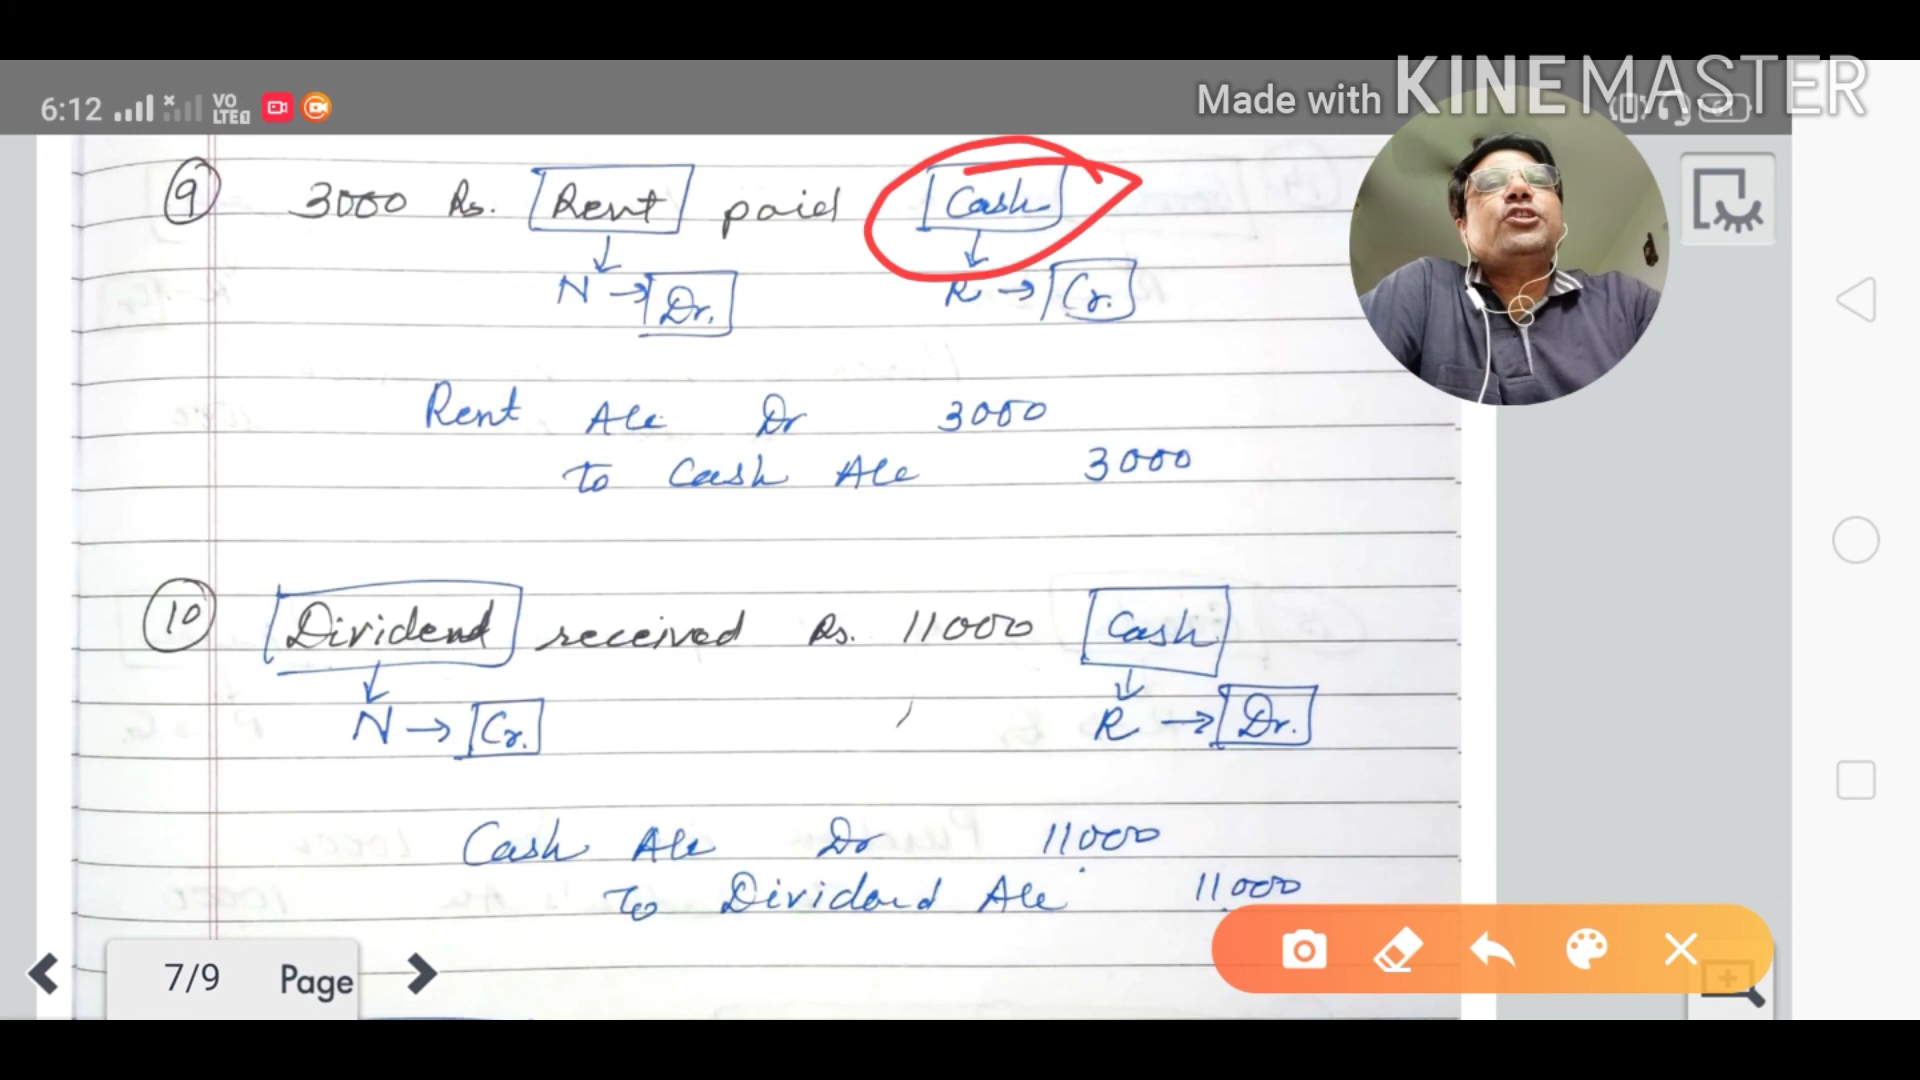 Made with KINEMASTER
6:12 VO LTE
9 3000 Rs. Rent paid Cash
N → Dr. R → Cr.
Rent A/c Dr 3000
To Cash A/c 3000
10 Dividend received Rs. 11000 Cash
N → Cr. R → Dr.
Cash A/c Dr 11000
To Dividend A/c 11000
7/9 Page